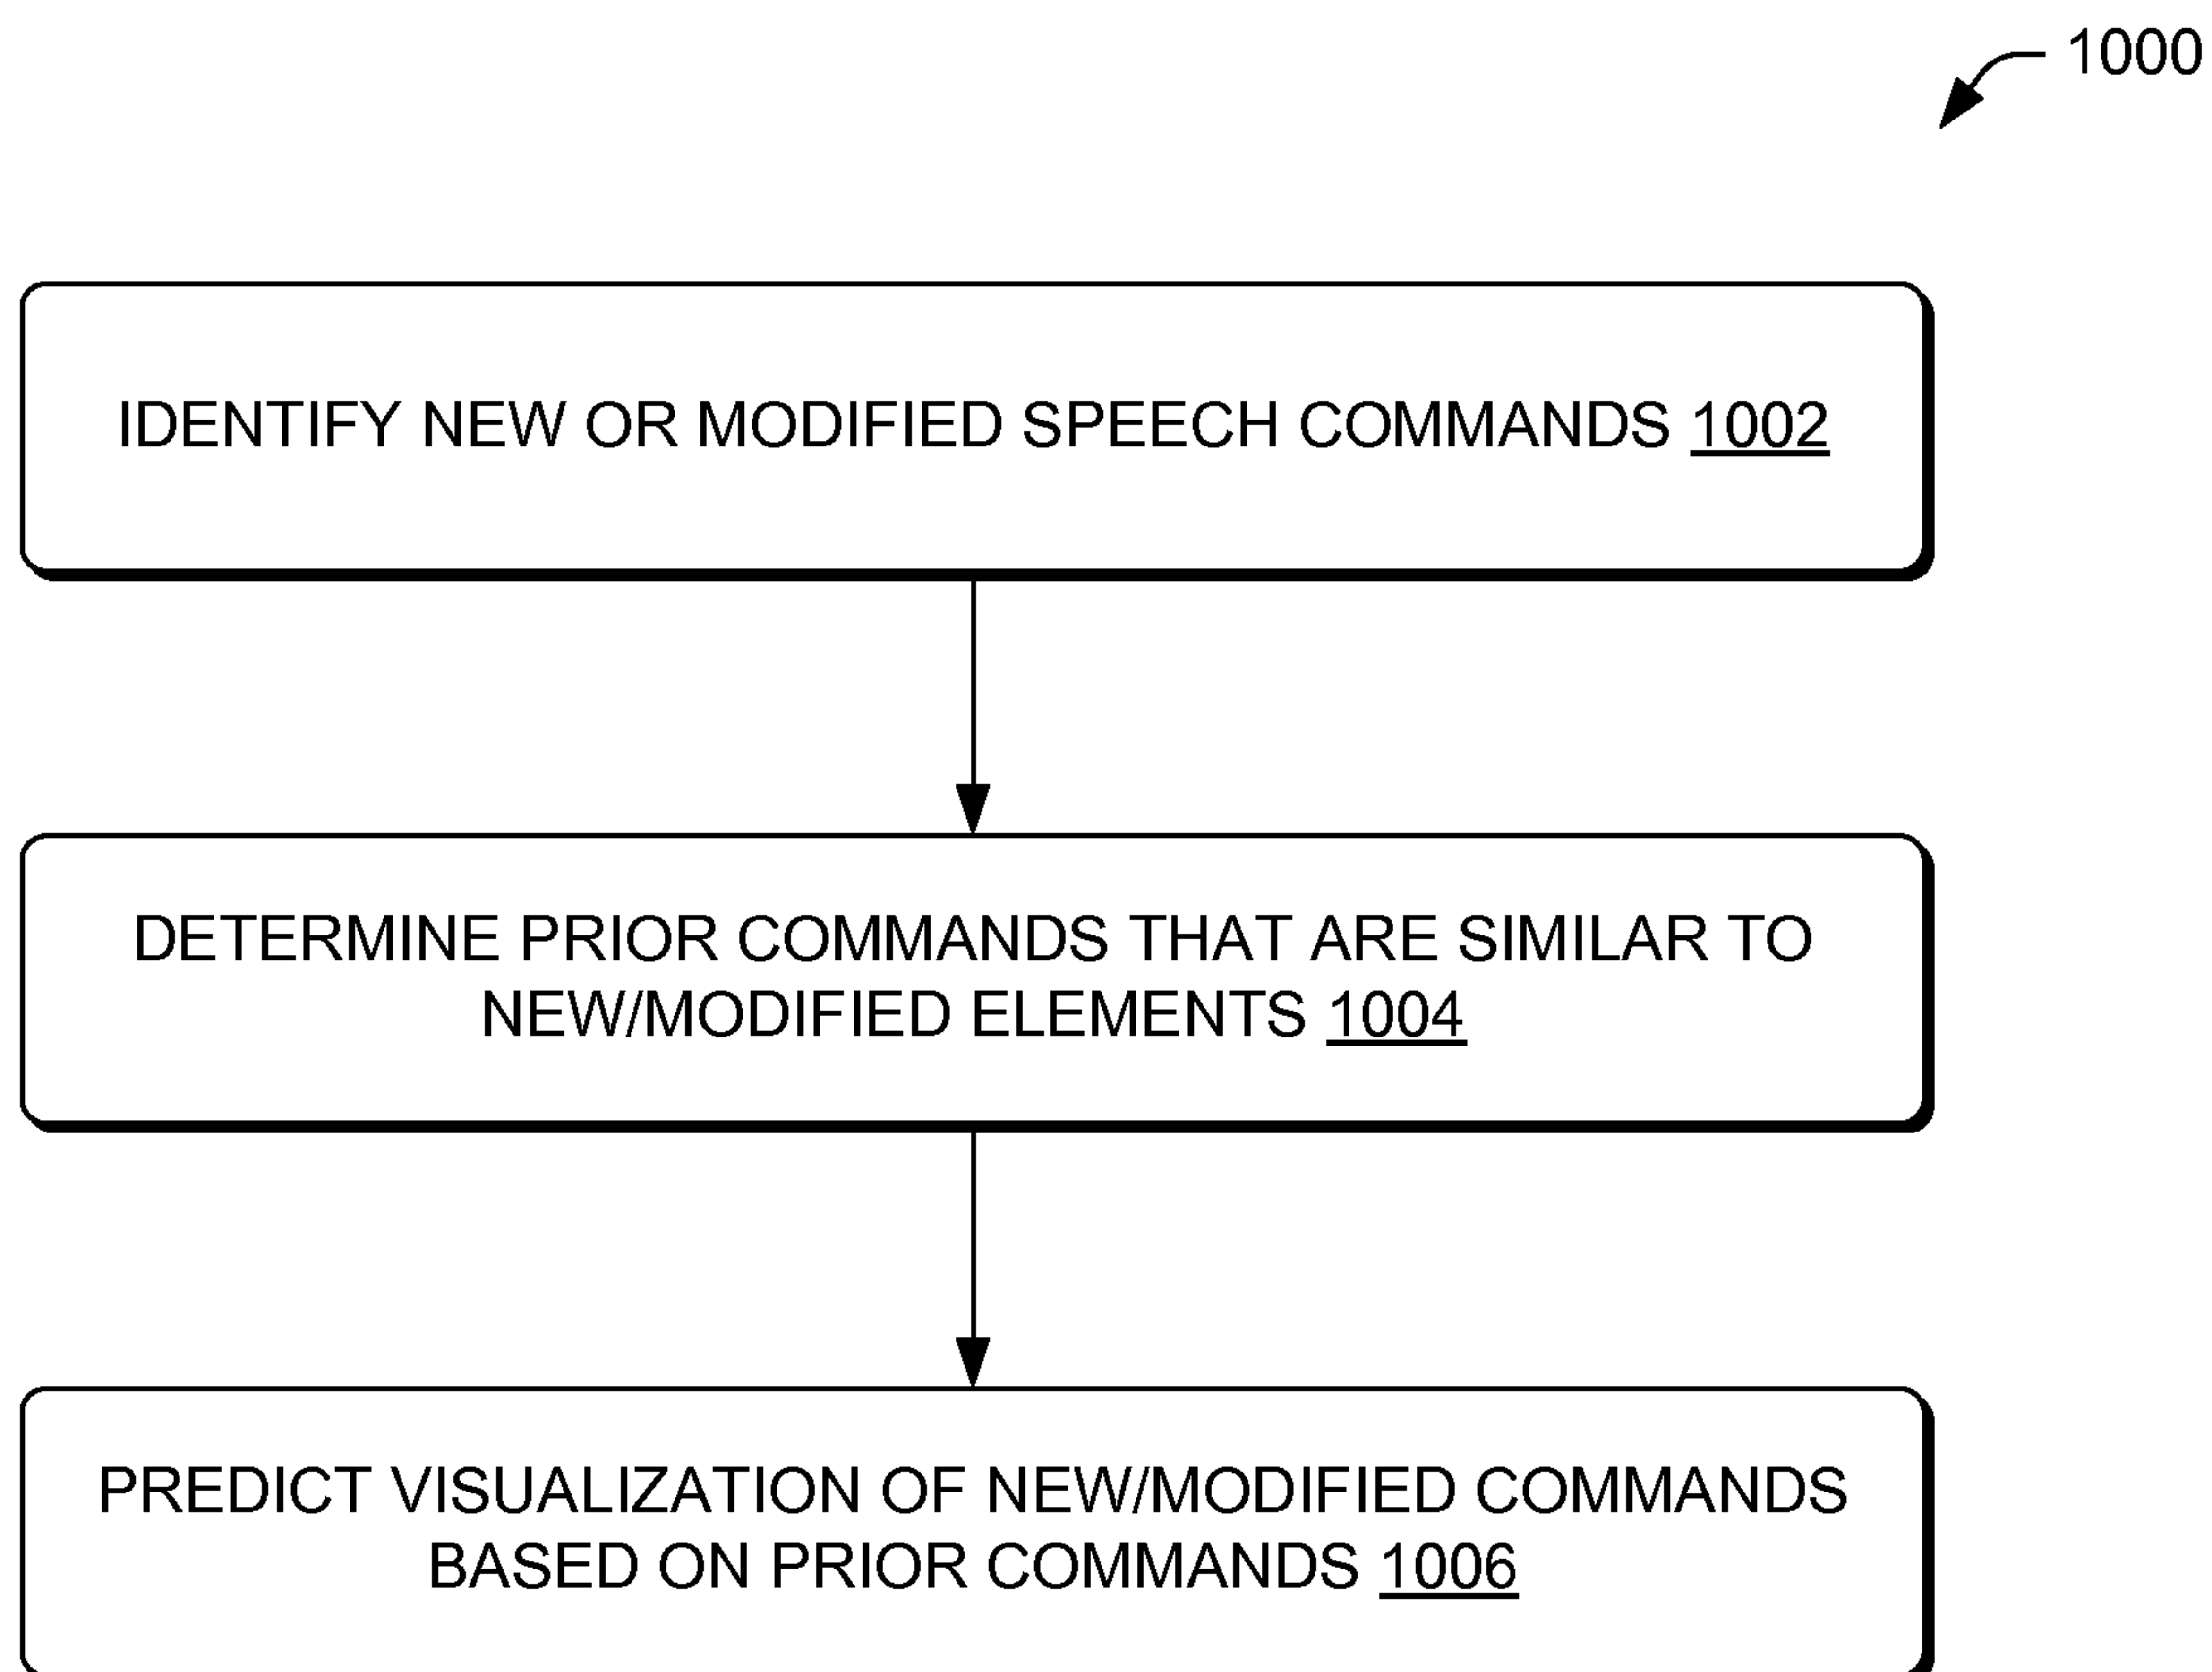 1000
IDENTIFY NEW OR MODIFIED SPEECH COMMANDS 1002
DETERMINE PRIOR COMMANDS THAT ARE SIMILAR TO
NEW/MODIFIED ELEMENTS 1004
PREDICT VISUALIZATION OF NEW/MODIFIED COMMANDS
BASED ON PRIOR COMMANDS 1006